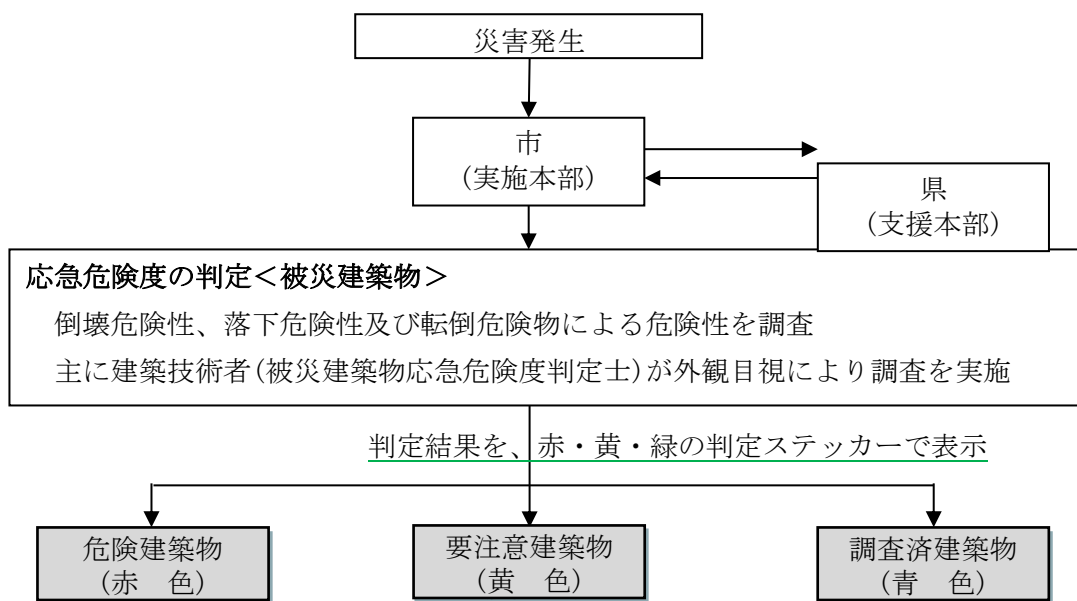 災害発生
市
(実施本部)
県
(支援本部)
応急危険度の判定＜被災建築物＞
倒壊危険性、落下危険性及び転倒危険物による危険性を調査
主に建築技術者(被災建築物応急危険度判定士)が外観目視により調査を実施
判定結果を、赤・黄・緑の判定ステッカーで表示
危険建築物
(赤　色)
要注意建築物
(黄　色)
調査済建築物
(青　色)